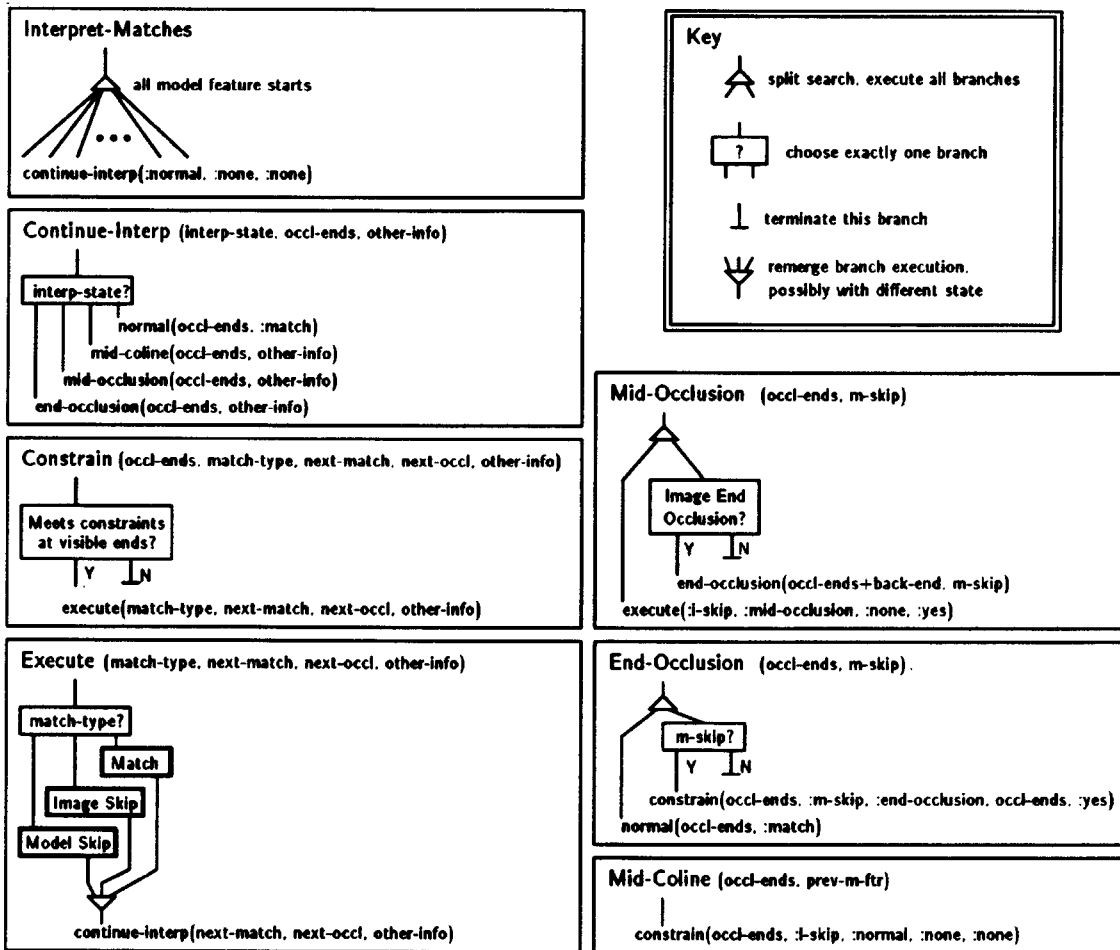 Interpret-Matches
all model feature starts
continue-interp(:normal, :none, :none)
Key
split search, execute all branches
?
choose exactly one branch
terminate this branch
remerge branch execution,
possibly with different state
Continue-Interp (interp-state, occl-ends, other-info)
interp-state?
normal(occl-ends, :match)
mid-coline(occl-ends, other-info)
mid-occlusion(occl-ends, other-info)
end-occlusion(occl-ends, other-info)
Constrain (occl-ends, match-type, next-match, next-occl, other-info)
Meets constraints
at visible ends?
Y N
execute(match-type, next-match, next-occl, other-info)
Execute (match-type, next-match, next-occl, other-info)
match-type?
Match
Image Skip
Model Skip
continue-interp(next-match, next-occl, other-info)
Mid-Occlusion (occl-ends, m-skip)
Image End
Occlusion?
Y N
end-occlusion(occl-ends+back-end, m-skip)
execute(:i-skip, :mid-occlusion, :none, :yes)
End-Occlusion (occl-ends, m-skip).
m-skip?
Y N
constrain(occl-ends, :m-skip, :end-occlusion, occl-ends, :yes)
normal(occl-ends, :match)
Mid-Coline (occl-ends, prev-m-ftr)
constrain(occl-ends, :i-skip, :normal, :none, :none)